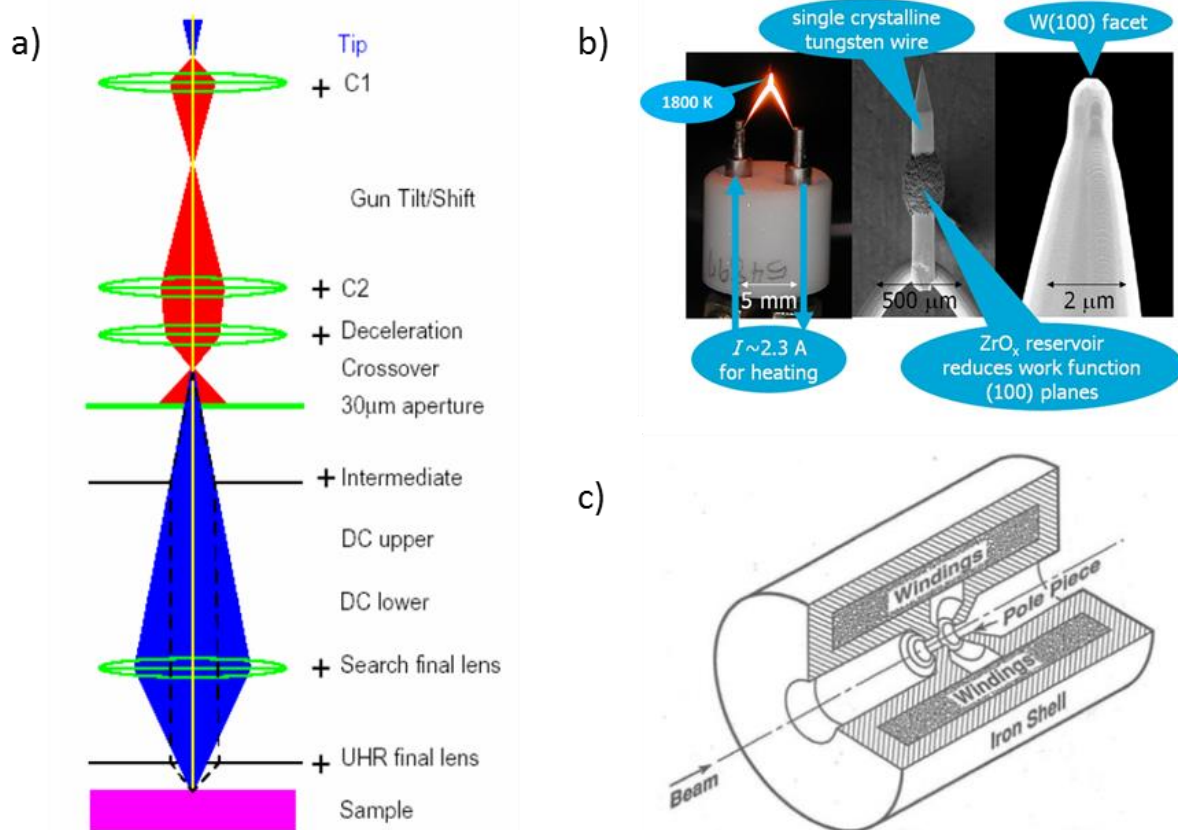 a)
Tip
+ C1
Gun Tilt/Shift
+ C2
+ Deceleration
Crossover
30μm aperture
+ Intermediate
DC upper
DC lower
+ Search final lens
+ UHR final lens
Sample
b)
single crystalline
tungsten wire
W(100) facet
1800 K
5 mm
500 μm
2 μm
I ~2.3 A
for heating
ZrOx reservoir
reduces work function
(100) planes
c)
Windings
Pole Piece
Windings
Iron Shell
Beam